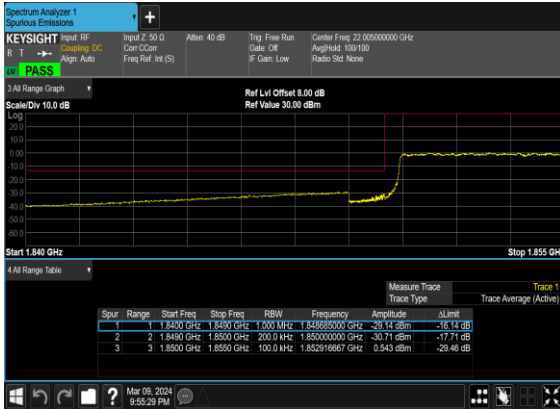 Spectrum Analyzer 1
Spurious Emissions
+
KEYSIGHT Input: RF Input Z: 50 Ω Atten: 40 dB Trig: Free Run Center Freq: 22.005000000 GHz
R T Coupling: DC Corr CCorr Gate: Off Avg|Hold: 100/100
Align: Auto Freq Ref: Int (S) IF Gain: Low Radio Std: None
PASS
3 All Range Graph
Ref Lvl Offset 8.00 dB
Scale/Div 10.0 dB Ref Value 30.00 dBm
Log
20.0
10.0
0.00
-10.0
-20.0
-30.0
-40.0
-50.0
-60.0
Start 1.840 GHz Stop 1.855 GH
4 All Range Table
Measure Trace Trace 1
Trace Type Trace Average (Active)
Spur Range Start Freq Stop Freq RBW Frequency Amplitude ΔLimit
1 1 1.8400 GHz 1.8490 GHz 1.000 MHz 1.848685000 GHz -29.14 dBm -16.14 dB
2 2 1.8490 GHz 1.8500 GHz 200.0 kHz 1.850000000 GHz -30.71 dBm -17.71 dB
3 3 1.8500 GHz 1.8550 GHz 100.0 kHz 1.852916667 GHz 0.543 dBm -29.46 dB
?
Mar 09, 2024
9:55:29 PM